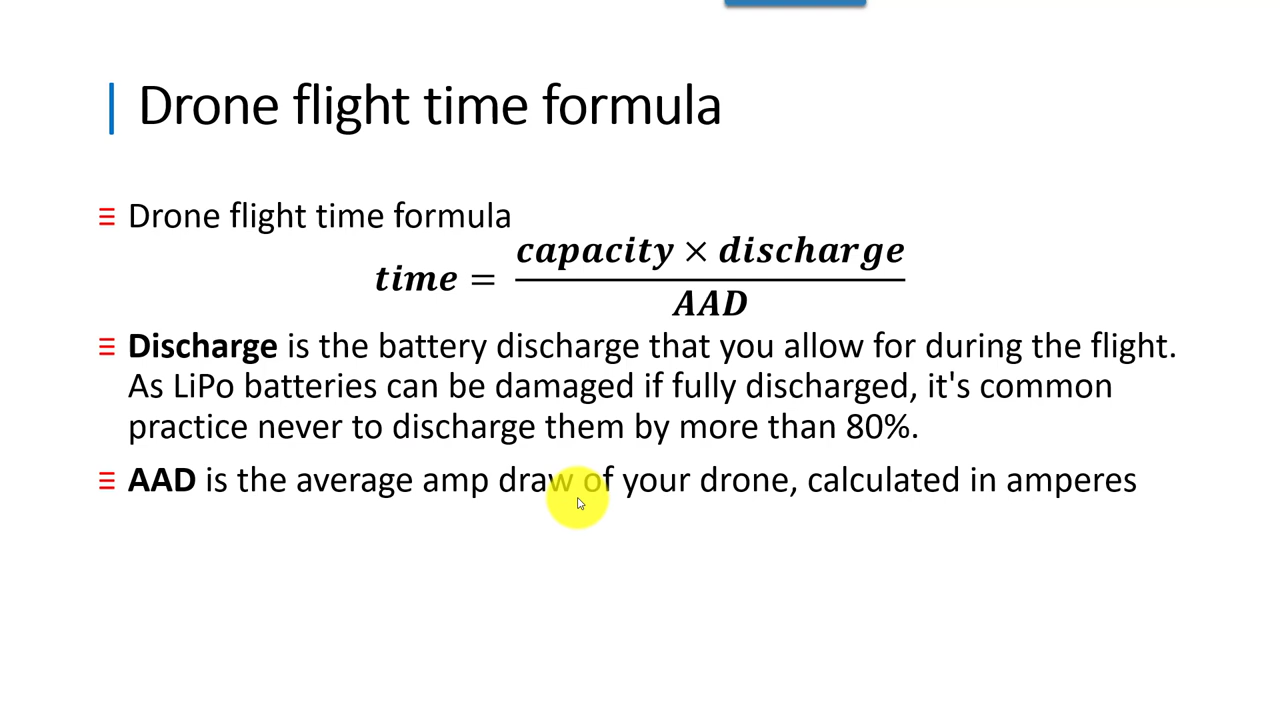 Drone flight time formula
Drone flight time formula
time = capacity × discharge / AAD
Discharge is the battery discharge that you allow for during the flight.
As LiPo batteries can be damaged if fully discharged, it's common
practice never to discharge them by more than 80%.
AAD is the average amp draw of your drone, calculated in amperes